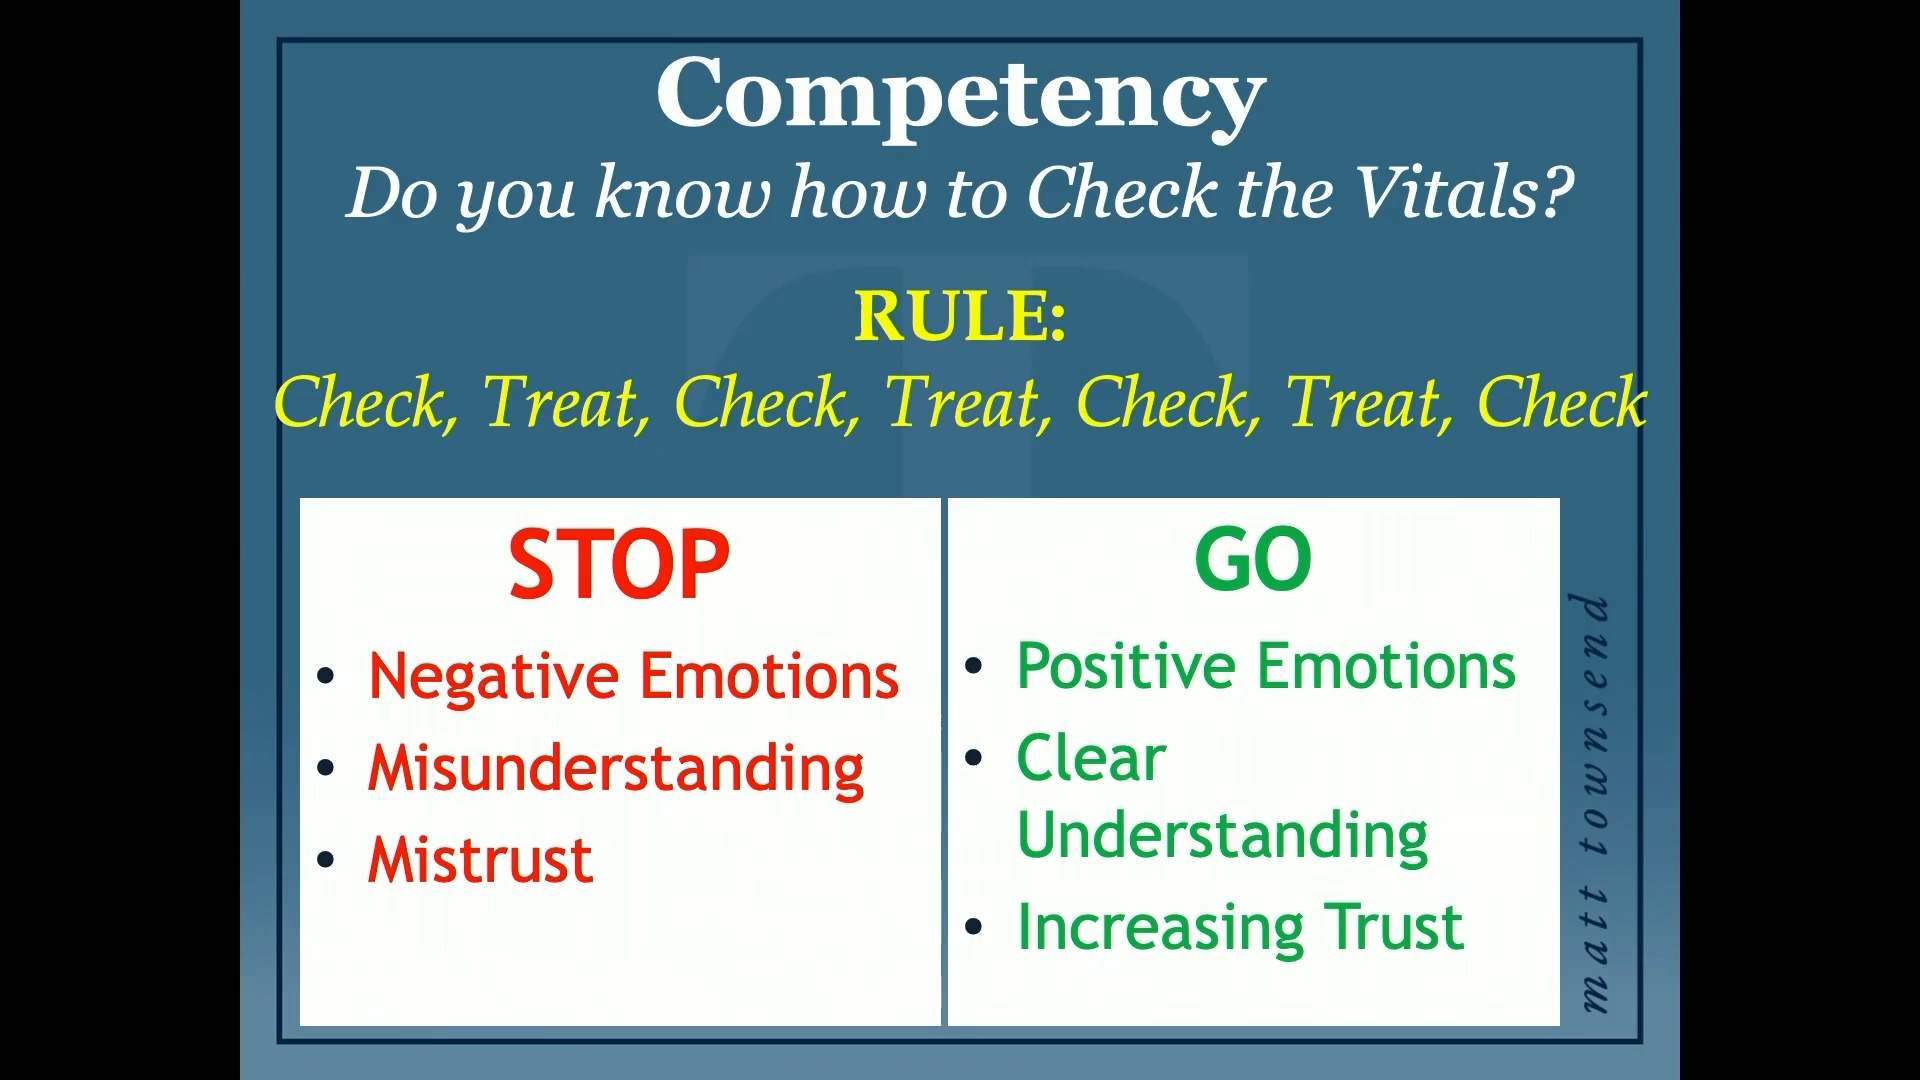 Competency
Do you know how to Check the Vitals?
RULE:
Check, Treat, Check, Treat, Check, Treat, Check
STOP
• Negative Emotions
• Misunderstanding
• Mistrust
GO
• Positive Emotions
• Clear
Understanding
• Increasing Trust
matt townsend